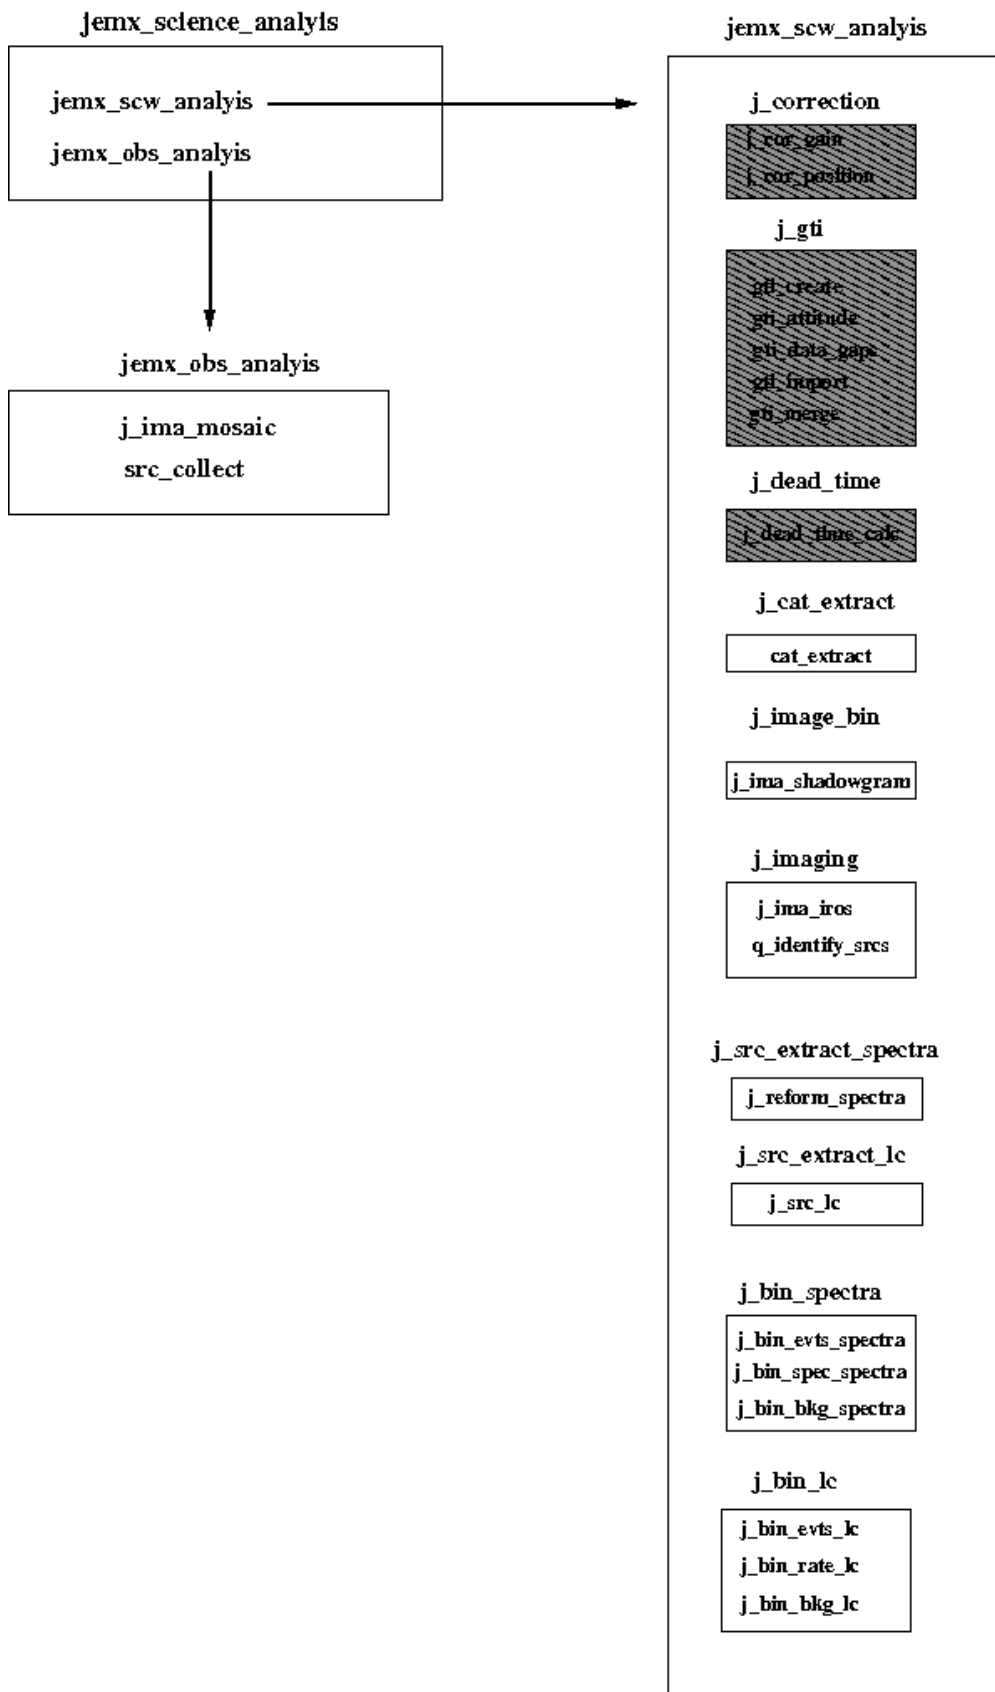 jemx_science_analyis
jemx_scw_analyis
jemx_obs_analyis
jemx_obs_analyis
j_ima_mosaic
src_collect
jemx_scw_analyis
j_correction
j_cor_gain
j_cor_position
j_gti
gti_create
gti_attitude
gti_data_gaps
gti_import
gti_merge
j_dead_time
j_dead_time_calc
j_cat_extract
cat_extract
j_image_bin
j_ima_shadowgram
j_imaging
j_ima_iros
q_identify_srcs
j_src_extract_spectra
j_reform_spectra
j_src_extract_lc
j_src_lc
j_bin_spectra
j_bin_evts_spectra
j_bin_spec_spectra
j_bin_bkg_spectra
j_bin_lc
j_bin_evts_lc
j_bin_rate_lc
j_bin_bkg_lc